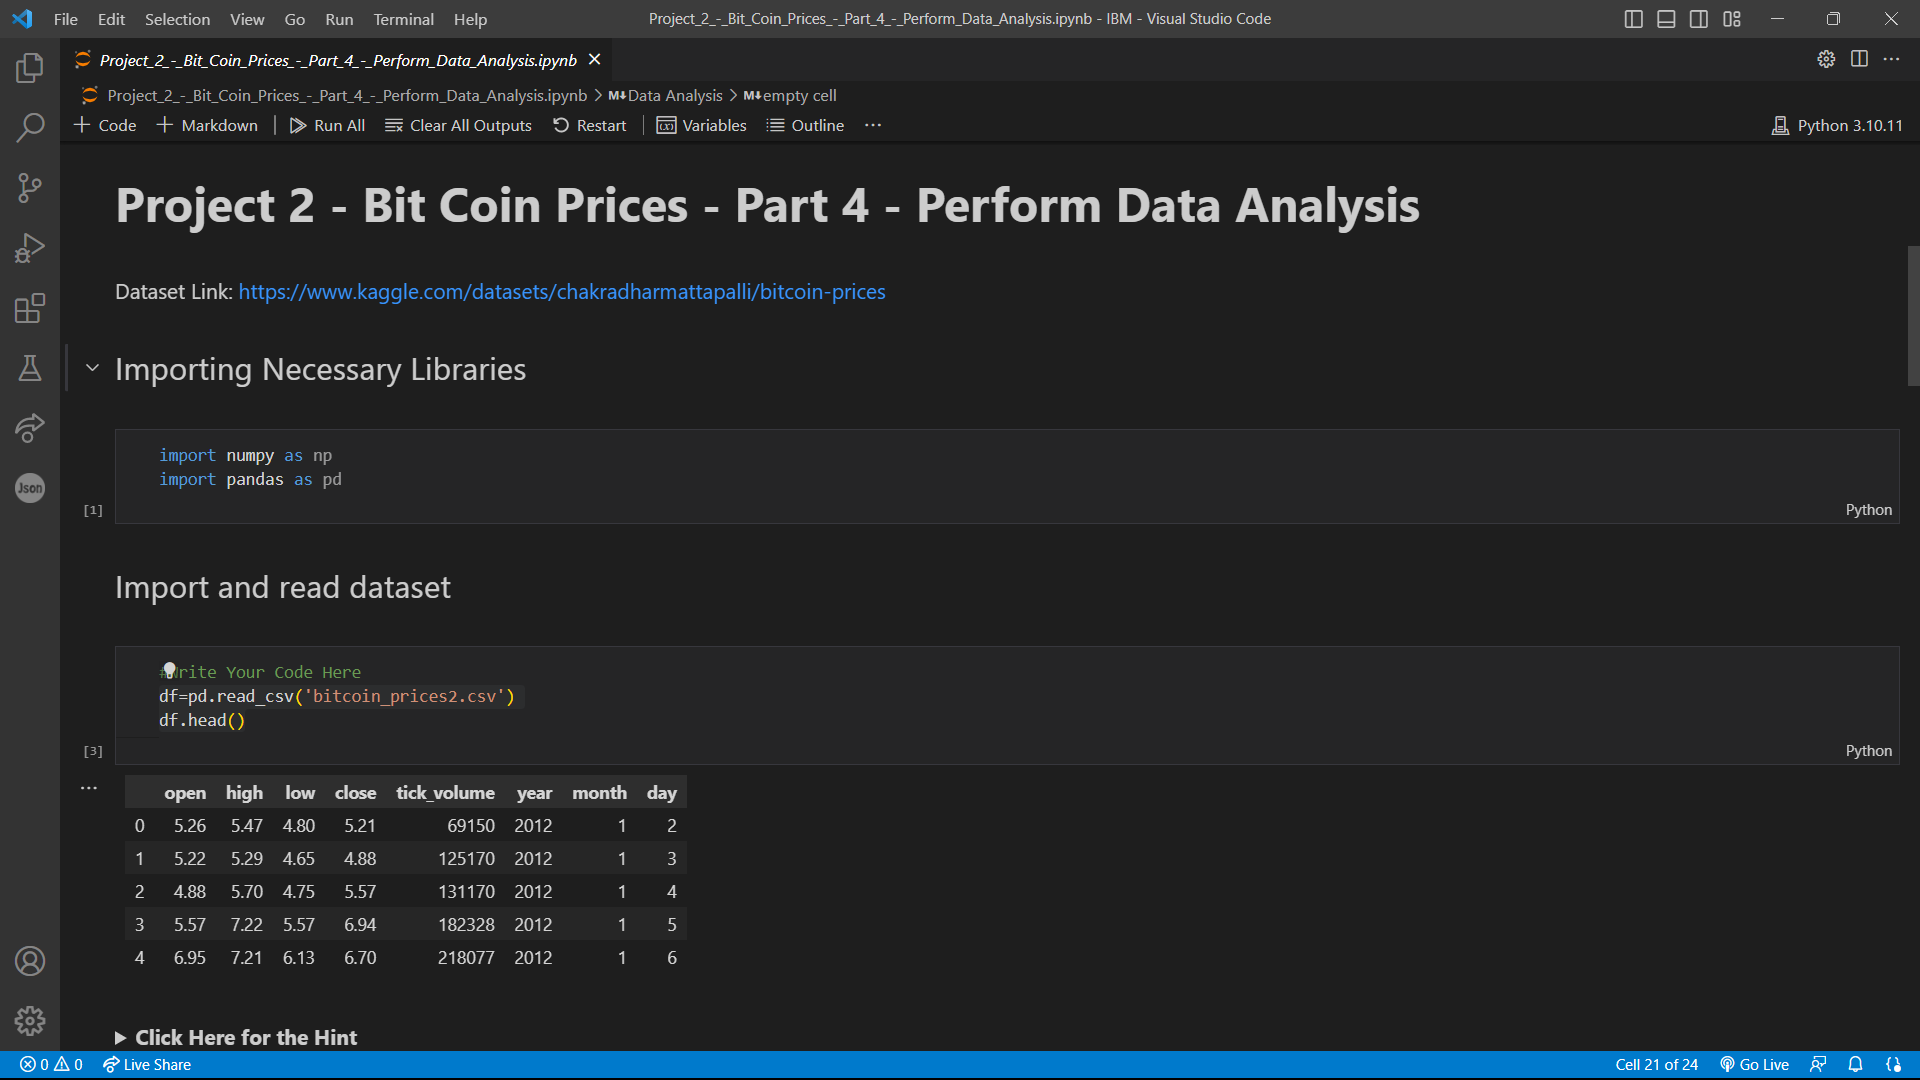 File Edit Selection View Go Run Terminal Help
Project_2_-_Bit_Coin_Prices_-_Part_4_-_Perform_Data_Analysis.ipynb - IBM - Visual Studio Code
Project_2_-_Bit_Coin_Prices_-_Part_4_-_Perform_Data_Analysis.ipynb
Project_2_-_Bit_Coin_Prices_-_Part_4_-_Perform_Data_Analysis.ipynb > M↓Data Analysis > M↓empty cell
+ Code + Markdown Run All Clear All Outputs Restart Variables Outline ... Python 3.10.11
Project 2 - Bit Coin Prices - Part 4 - Perform Data Analysis
Dataset Link: https://www.kaggle.com/datasets/chakradharmattapalli/bitcoin-prices
Importing Necessary Libraries
import numpy as np
import pandas as pd
[1] Python
Import and read dataset
#Write Your Code Here
df=pd.read_csv('bitcoin_prices2.csv')
df.head()
[3] Python
... open high low close tick_volume year month day
0 5.26 5.47 4.80 5.21 69150 2012 1 2
1 5.22 5.29 4.65 4.88 125170 2012 1 3
2 4.88 5.70 4.75 5.57 131170 2012 1 4
3 5.57 7.22 5.57 6.94 182328 2012 1 5
4 6.95 7.21 6.13 6.70 218077 2012 1 6
Click Here for the Hint
Json
0 0 Live Share Cell 21 of 24 Go Live